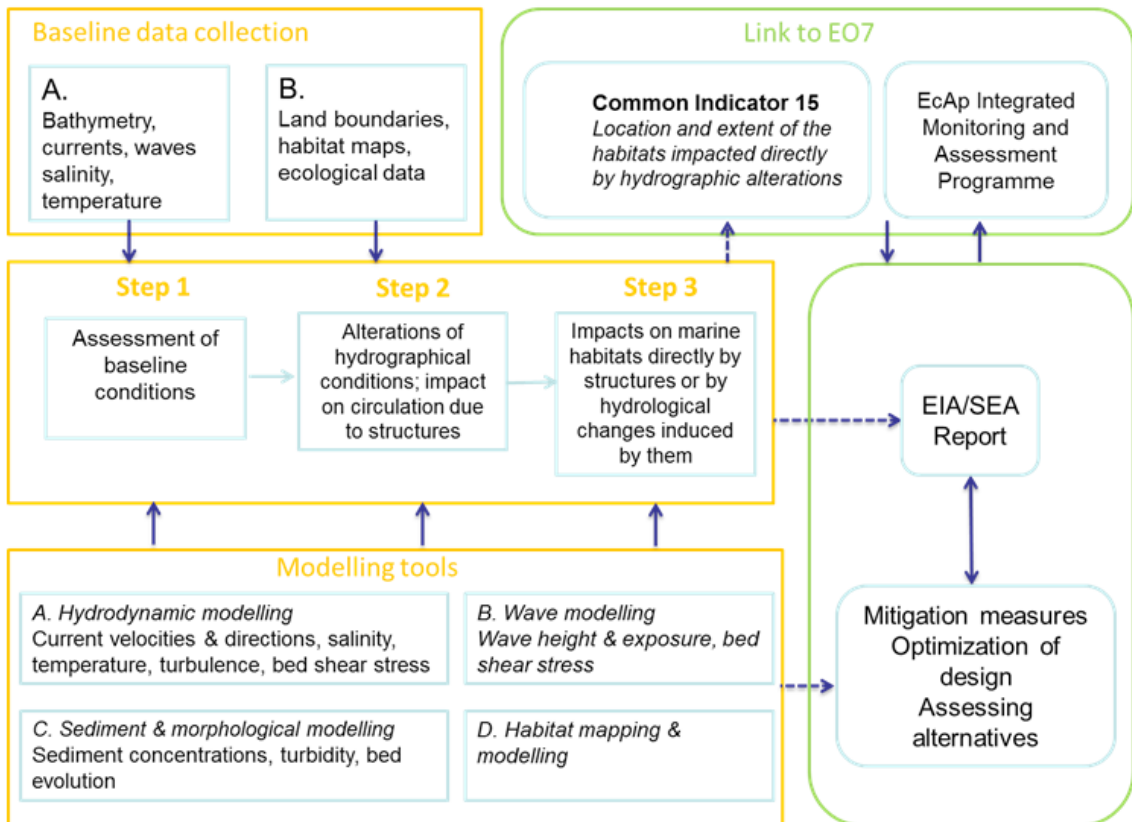 Baseline data collection
A.
Bathymetry,
currents, waves
salinity,
temperature
B.
Land boundaries,
habitat maps,
ecological data
Link to EO7
Common Indicator 15
Location and extent of the
habitats impacted directly
by hydrographic alterations
EcAp Integrated
Monitoring and
Assessment
Programme
Step 1
Assessment of
baseline
conditions
Step 2
Alterations of
hydrographical
conditions; impact
on circulation due
to structures
Step 3
Impacts on marine
habitats directly by
structures or by
hydrological
changes induced
by them
EIA/SEA
Report
Modelling tools
A. Hydrodynamic modelling
Current velocities & directions, salinity,
temperature, turbulence, bed shear stress
B. Wave modelling
Wave height & exposure, bed
shear stress
C. Sediment & morphological modelling
Sediment concentrations, turbidity, bed
evolution
D. Habitat mapping &
modelling
Mitigation measures
Optimization of
design
Assessing
alternatives